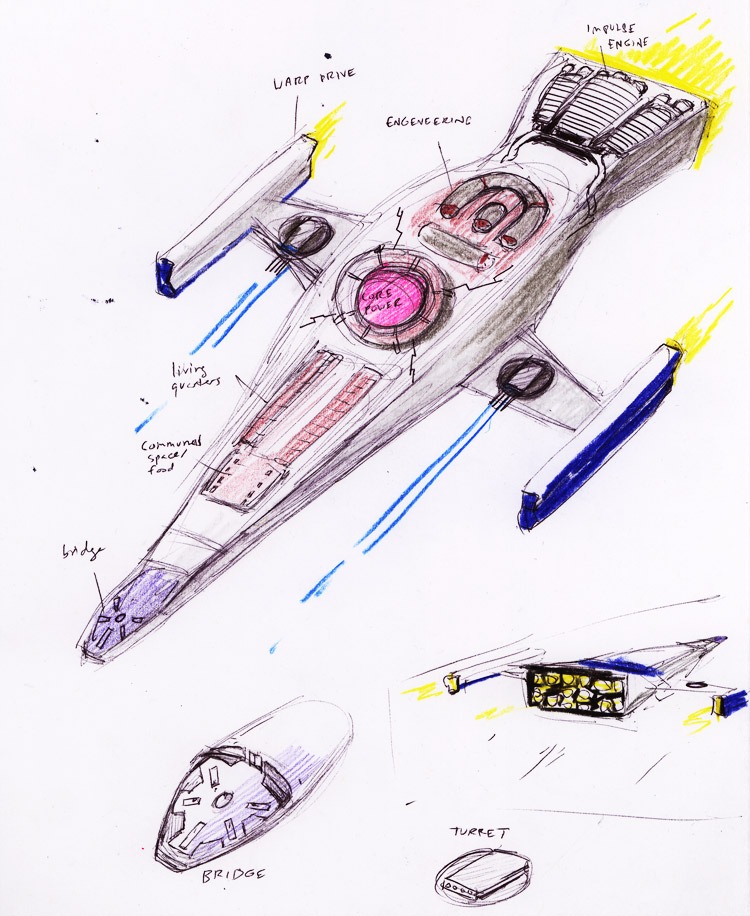 IMPULSE
ENGINE
WARP DRIVE
ENGENEERING
CORE
POWER
living
quarters
communal
space/
food
bridge
BRIDGE
TURRET